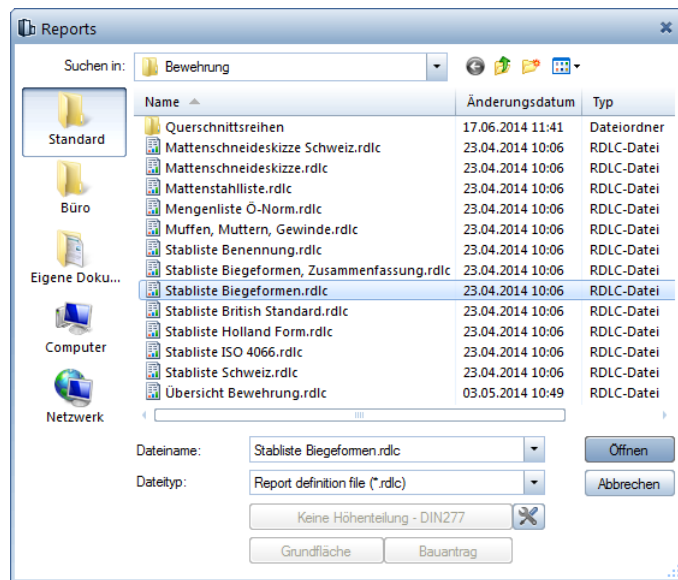 Reports
Suchen in: Bewehrung
Name Änderungsdatum Typ
Querschnittsreihen 17.06.2014 11:41 Dateiordner
Mattenschneideskizze Schweiz.rdlc 23.04.2014 10:06 RDLC-Datei
Mattenschneideskizze.rdlc 23.04.2014 10:06 RDLC-Datei
Mattenstahlliste.rdlc 23.04.2014 10:06 RDLC-Datei
Mengenliste Ö-Norm.rdlc 23.04.2014 10:06 RDLC-Datei
Muffen, Muttern, Gewinde.rdlc 23.04.2014 10:06 RDLC-Datei
Stabliste Benennung.rdlc 23.04.2014 10:06 RDLC-Datei
Stabliste Biegeformen, Zusammenfassung.rdlc 23.04.2014 10:06 RDLC-Datei
Stabliste Biegeformen.rdlc 23.04.2014 10:06 RDLC-Datei
Stabliste British Standard.rdlc 23.04.2014 10:06 RDLC-Datei
Stabliste Holland Form.rdlc 23.04.2014 10:06 RDLC-Datei
Stabliste ISO 4066.rdlc 23.04.2014 10:06 RDLC-Datei
Stabliste Schweiz.rdlc 23.04.2014 10:06 RDLC-Datei
Übersicht Bewehrung.rdlc 03.05.2014 10:49 RDLC-Datei
Standard
Büro
Eigene Doku...
Computer
Netzwerk
Dateiname: Stabliste Biegeformen.rdlc Öffnen
Dateityp: Report definition file (*.rdlc) Abbrechen
Keine Höhenteilung - DIN277
Grundfläche Bauantrag